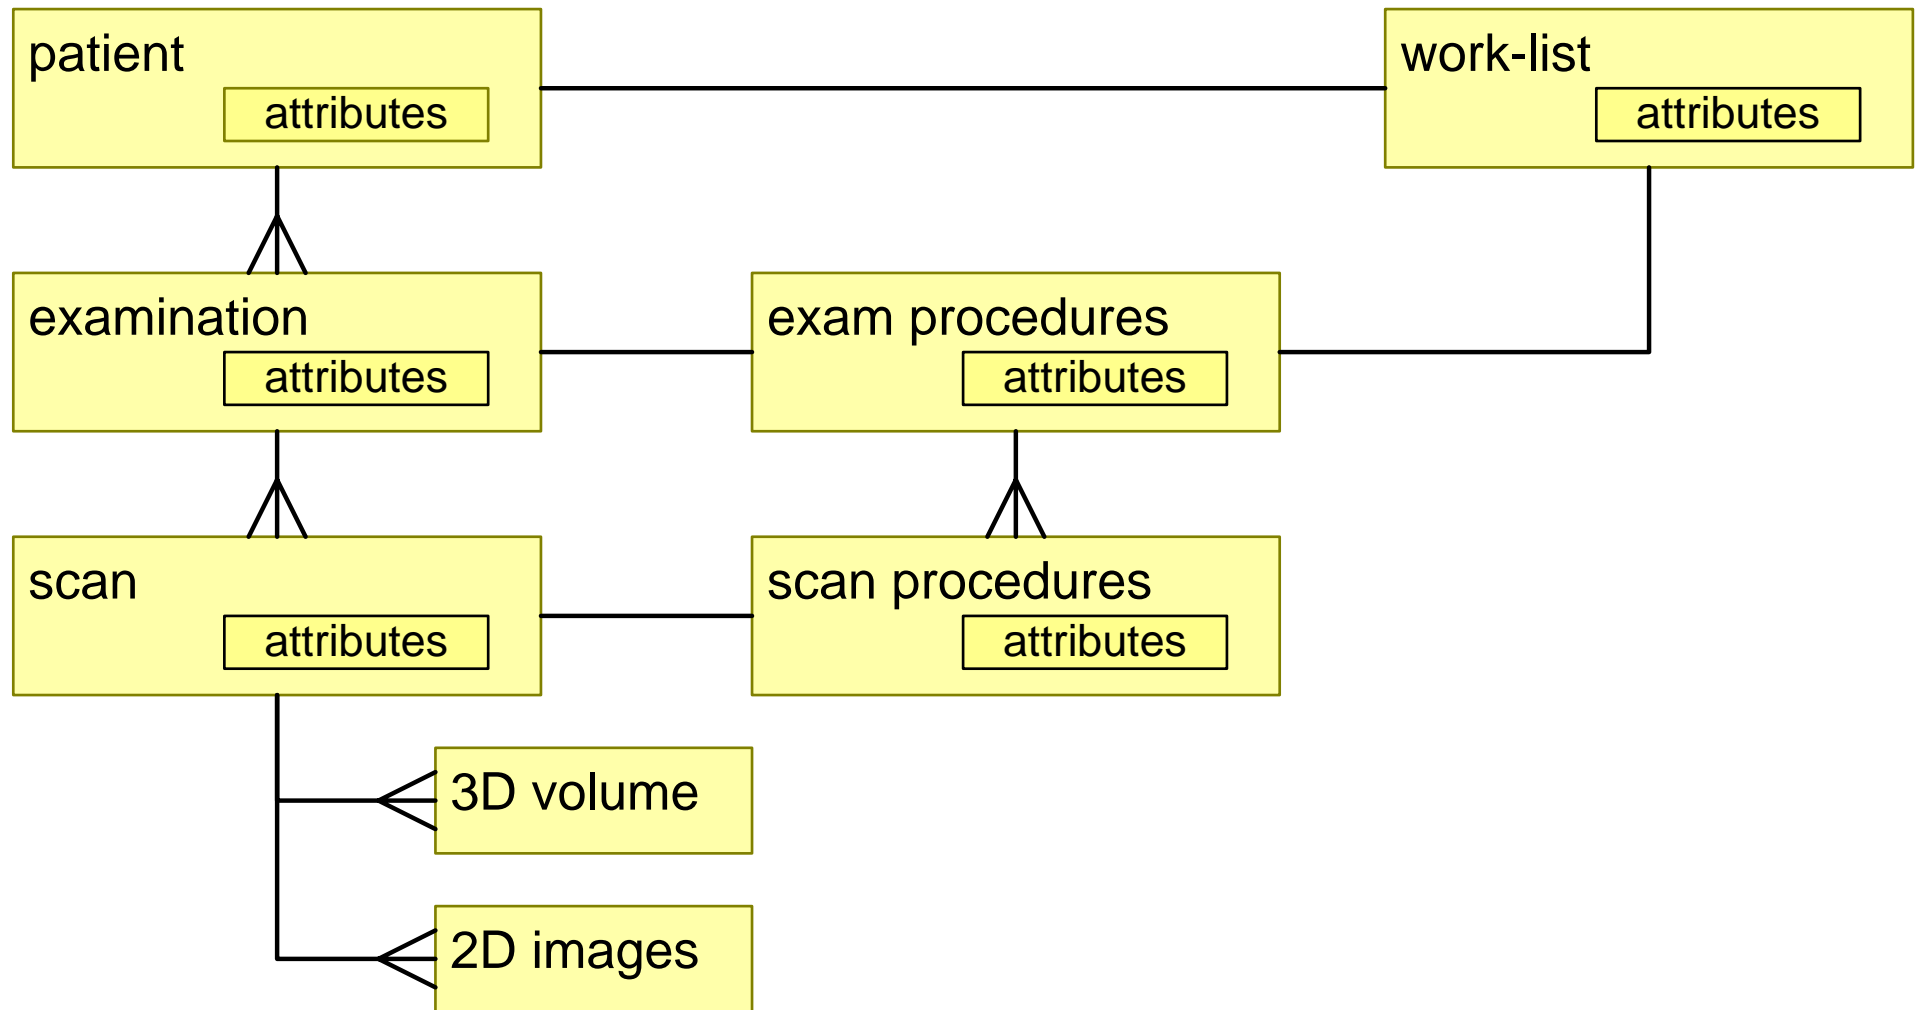 patient
attributes
work-list
attributes
examination
attributes
exam procedures
attributes
scan
attributes
scan procedures
attributes
3D volume
2D images